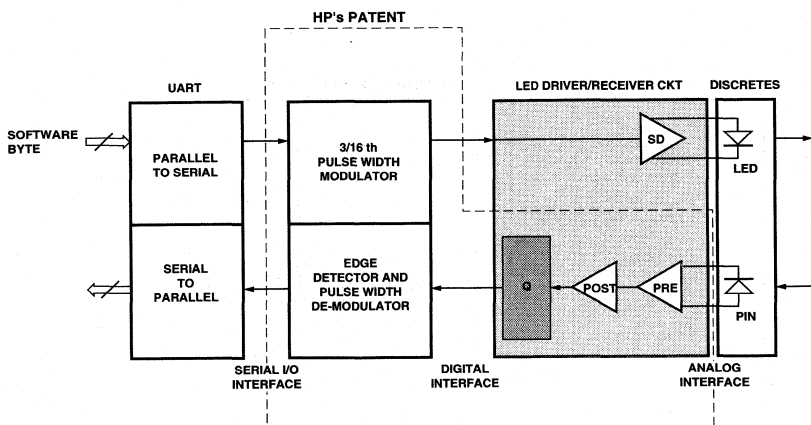 HP's PATENT
UART
LED DRIVER/RECEIVER CKT
DISCRETES
SOFTWARE
BYTE
PARALLEL
TO SERIAL
3/16 th
PULSE WIDTH
MODULATOR
SD
LED
SERIAL
TO
PARALLEL
EDGE
DETECTOR AND
PULSE WIDTH
DE-MODULATOR
Q
POST
PRE
PIN
SERIAL I/O
INTERFACE
DIGITAL
INTERFACE
ANALOG
INTERFACE